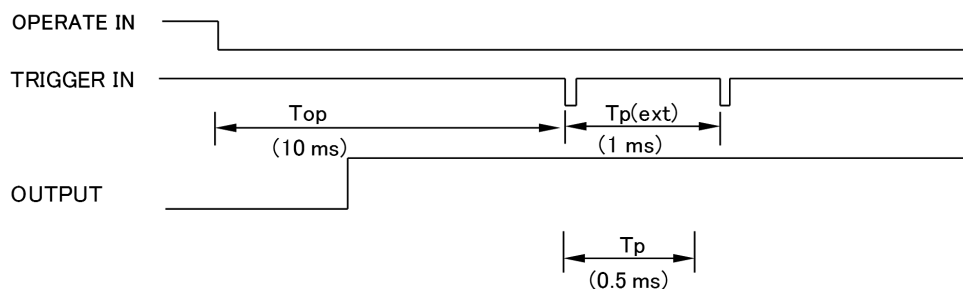 OPERATE IN
TRIGGER IN
Top
(10 ms)
Tp(ext)
(1 ms)
OUTPUT
Tp
(0.5 ms)